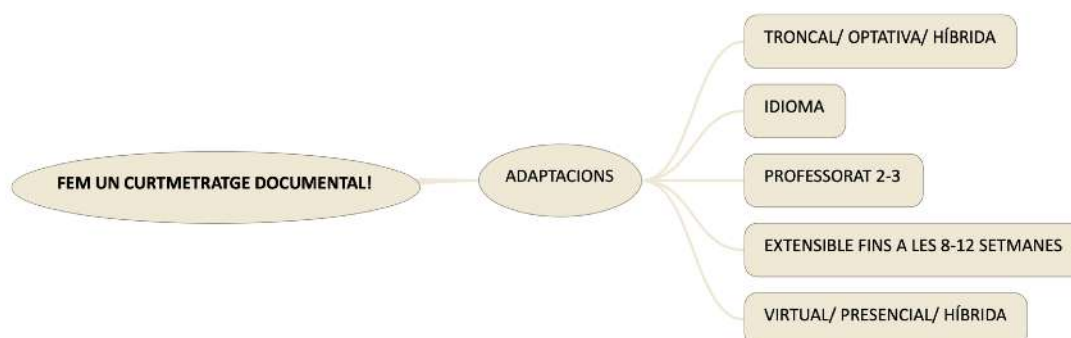 FEM UN CURTMETRATGE DOCUMENTAL!
ADAPTACIONS
TRONCAL/ OPTATIVA/ HÍBRIDA
IDIOMA
PROFESSORAT 2-3
EXTENSIBLE FINS A LES 8-12 SETMANES
VIRTUAL/ PRESENCIAL/ HÍBRIDA